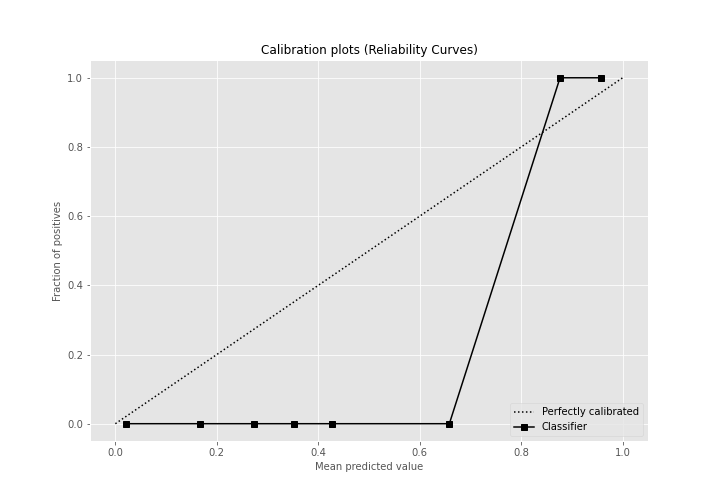 Calibration plots (Reliability Curves)
Fraction of positives
1.0
0.8
0.6
0.4
0.2
0.0
0.0 0.2 0.4 0.6 0.8 1.0
Mean predicted value
Perfectly calibrated
Classifier